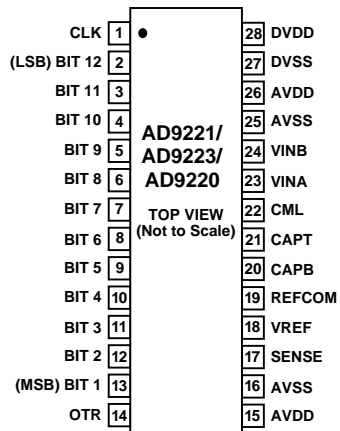 CLK 1
(LSB) BIT 12 2
BIT 11 3
BIT 10 4
BIT 9 5
BIT 8 6
BIT 7 7
BIT 6 8
BIT 5 9
BIT 4 10
BIT 3 11
BIT 2 12
(MSB) BIT 1 13
OTR 14
AD9221/
AD9223/
AD9220
TOP VIEW
(Not to Scale)
28 DVDD
27 DVSS
26 AVDD
25 AVSS
24 VINB
23 VINA
22 CML
21 CAPT
20 CAPB
19 REFCOM
18 VREF
17 SENSE
16 AVSS
15 AVDD